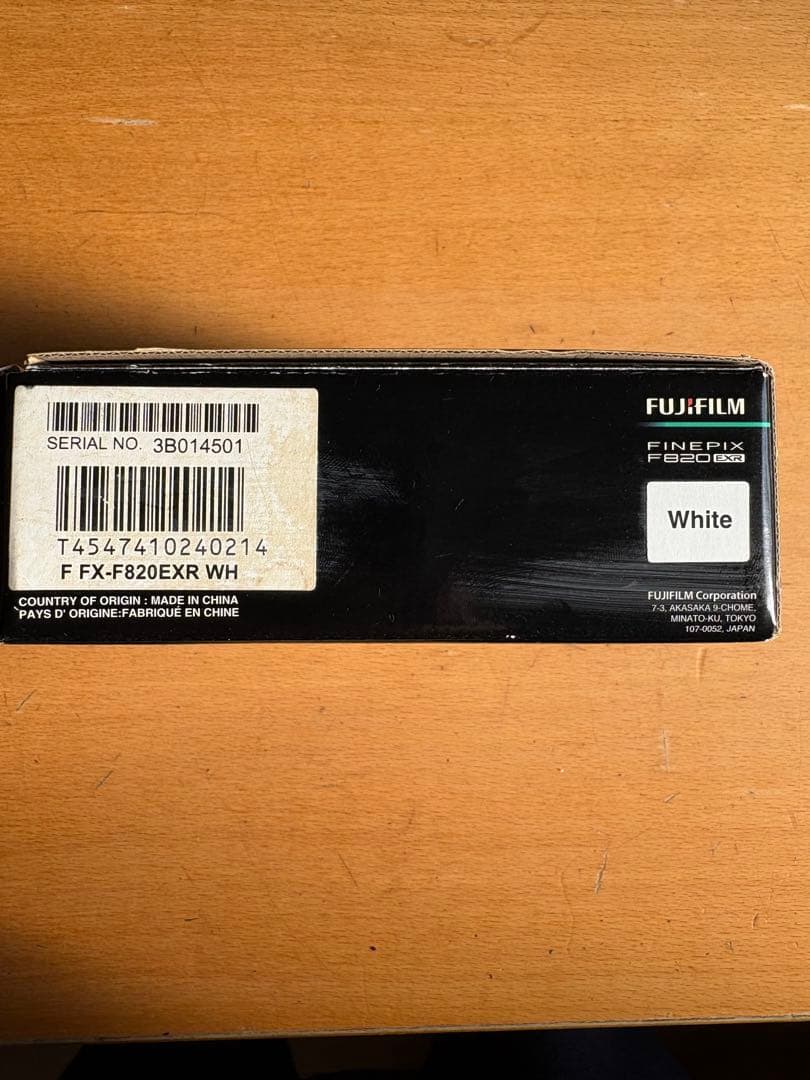 SERIAL NO. 3B014501
T4547410240214
F FX-F820EXR WH
COUNTRY OF ORIGIN : MADE IN CHINA
PAYS D' ORIGINE:FABRIQUÉ EN CHINE
FUJIFILM
FINEPIX
F820 EXR
White
FUJIFILM Corporation
7-3, AKASAKA 9-CHOME,
MINATO-KU, TOKYO
107-0052, JAPAN